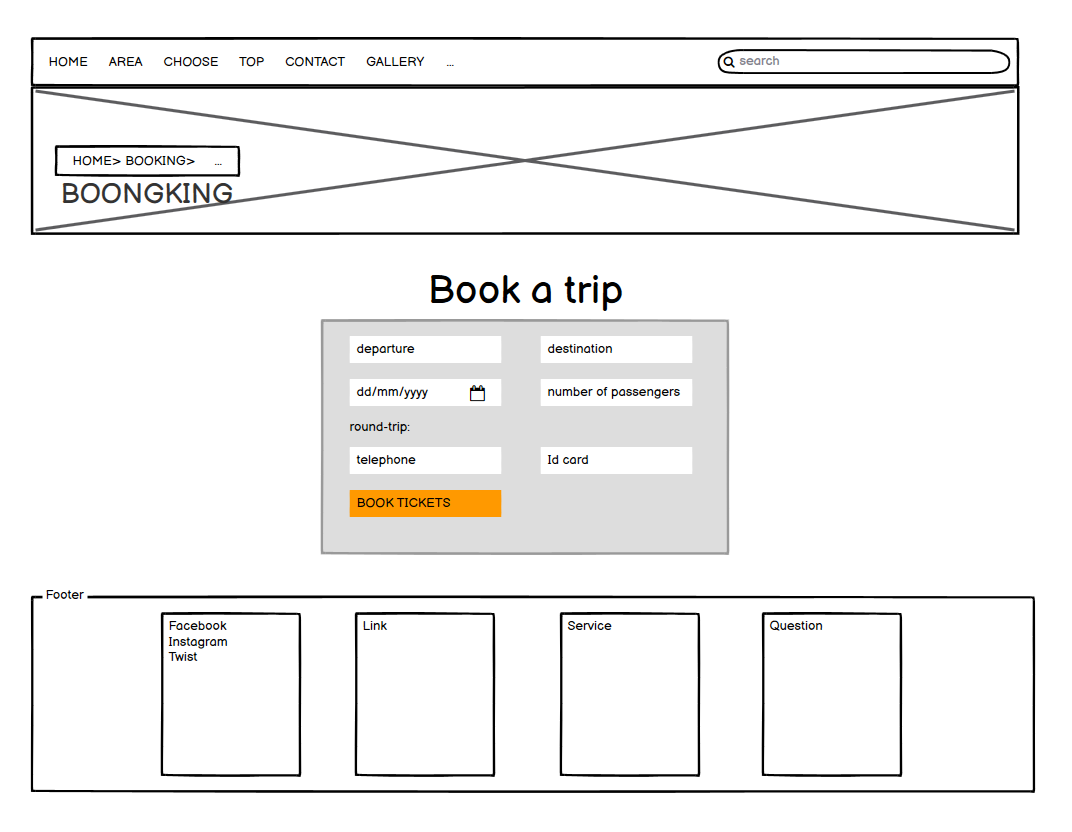 HOME AREA CHOOSE TOP CONTACT GALLERY ... search
HOME> BOOKING> ...
BOONGKING
Book a trip
departure destination
dd/mm/yyyy number of passengers
round-trip:
telephone Id card
BOOK TICKETS
Footer
Facebook Link Service Question
Instagram
Twist